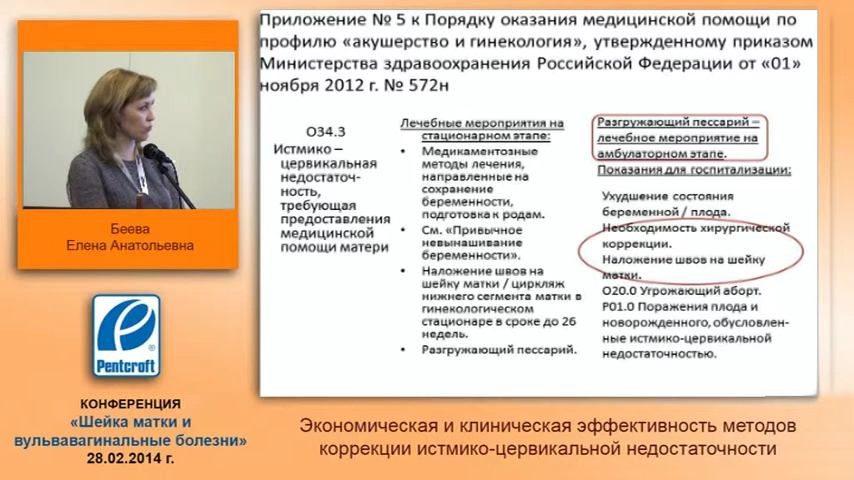 Приложение № 5 к Порядку оказания медицинской помощи по
профилю «акушерство и гинекология», утвержденному приказом
Министерства здравоохранения Российской Федерации от «01»
ноября 2012 г. № 572н
O34.3
Истмико –
цервикальная
недостаточ-
ность,
требующая
предоставления
медицинской
помощи матери
Лечебные мероприятия на
стационарном этапе:
• Медикаментозные
методы лечения,
направленные на
сохранение
беременности,
подготовка к родам.
• См. «Привычное
невынашивание
беременности».
• Наложение швов на
шейку матки / циркляж
нижнего сегмента матки в
гинекологическом
стационаре в сроке до 26
недель.
• Разгружающий пессарий.
Разгружающий пессарий –
лечебное мероприятие на
амбулаторном этапе.
Показания для госпитализации:
Ухудшение состояния
беременной / плода.
Необходимость хирургической
коррекции.
Наложение швов на шейку
матки.
O20.0 Угрожающий аборт.
P01.0 Поражения плода и
новорожденного, обусловлен-
ные истмико-цервикальной
недостаточностью.
Беева
Елена Анатольевна
Pentcroft
КОНФЕРЕНЦИЯ
«Шейка матки и
вульвавагинальные болезни»
28.02.2014 г.
Экономическая и клиническая эффективность методов
коррекции истмико-цервикальной недостаточности